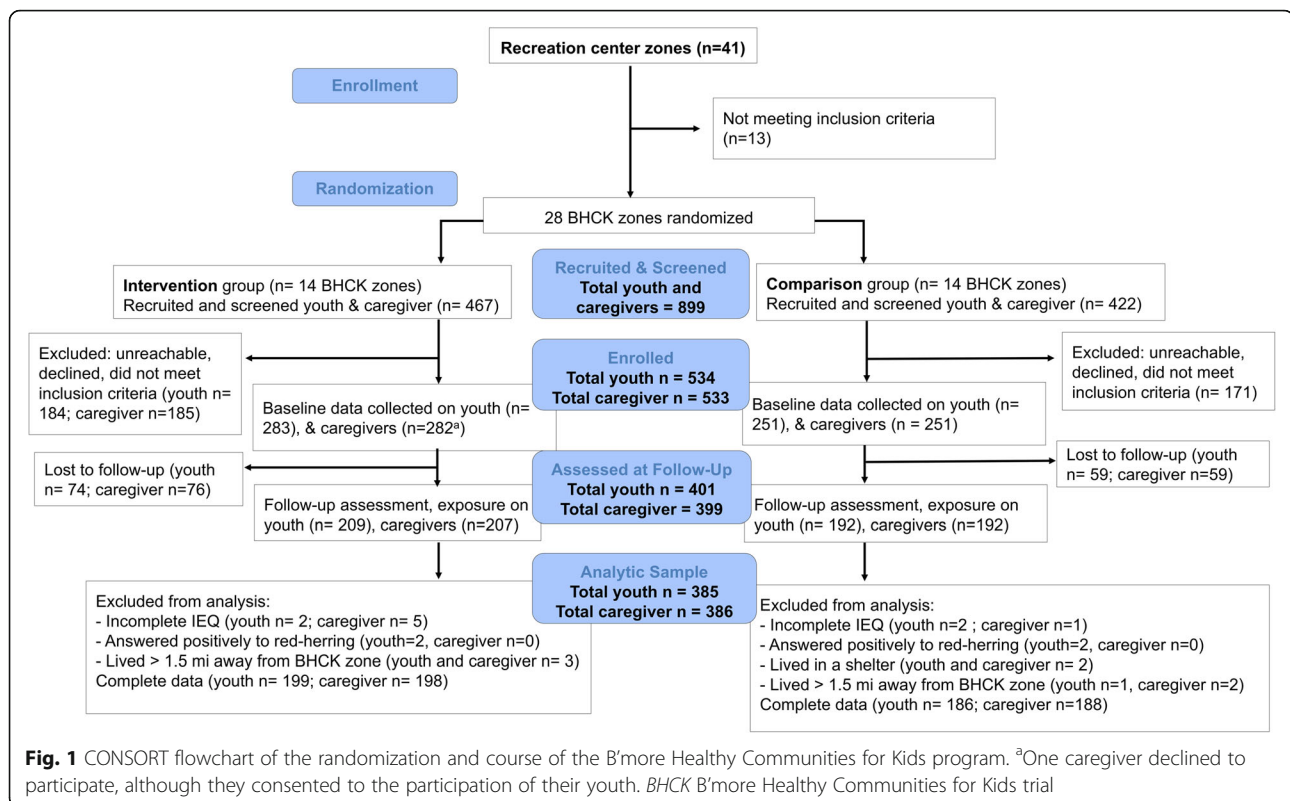 Recreation center zones (n=41)
Enrollment
Not meeting inclusion criteria
(n=13)
Randomization
28 BHCK zones randomized
Recruited & Screened
Total youth and
caregivers = 899
Intervention group (n= 14 BHCK zones)
Recruited and screened youth & caregiver (n= 467)
Comparison group (n= 14 BHCK zones)
Recruited and screened youth & caregiver (n= 422)
Excluded: unreachable,
declined, did not meet
inclusion criteria (youth n=
184; caregiver n=185)
Enrolled
Total youth n = 534
Total caregiver n = 533
Excluded: unreachable,
declined, did not meet
inclusion criteria (n= 171)
Baseline data collected on youth (n=
283), & caregivers (n=282ª)
Baseline data collected on youth (n=
251), & caregivers (n = 251)
Lost to follow-up (youth
n= 74; caregiver n=76)
Assessed at Follow-Up
Total youth n = 401
Total caregiver = 399
Lost to follow-up (youth
n= 59; caregiver n=59)
Follow-up assessment, exposure on
youth (n= 209), caregivers (n=207)
Follow-up assessment, exposure on
youth (n= 192), caregivers (n=192)
Analytic Sample
Total youth n = 385
Total caregiver n = 386
Excluded from analysis:
- Incomplete IEQ (youth n= 2; caregiver n= 5)
- Answered positively to red-herring (youth=2, caregiver n=0)
- Lived > 1.5 mi away from BHCK zone (youth and caregiver n= 3)
Complete data (youth n= 199; caregiver n= 198)
Excluded from analysis:
- Incomplete IEQ (youth n=2 ; caregiver n=1)
- Answered positively to red-herring (youth=2, caregiver n=0)
- Lived in a shelter (youth and caregiver n= 2)
- Lived > 1.5 mi away from BHCK zone (youth n=1, caregiver n=2)
Complete data (youth n= 186; caregiver n=188)
Fig. 1 CONSORT flowchart of the randomization and course of the B'more Healthy Communities for Kids program. ªOne caregiver declined to
participate, although they consented to the participation of their youth. BHCK B'more Healthy Communities for Kids trial